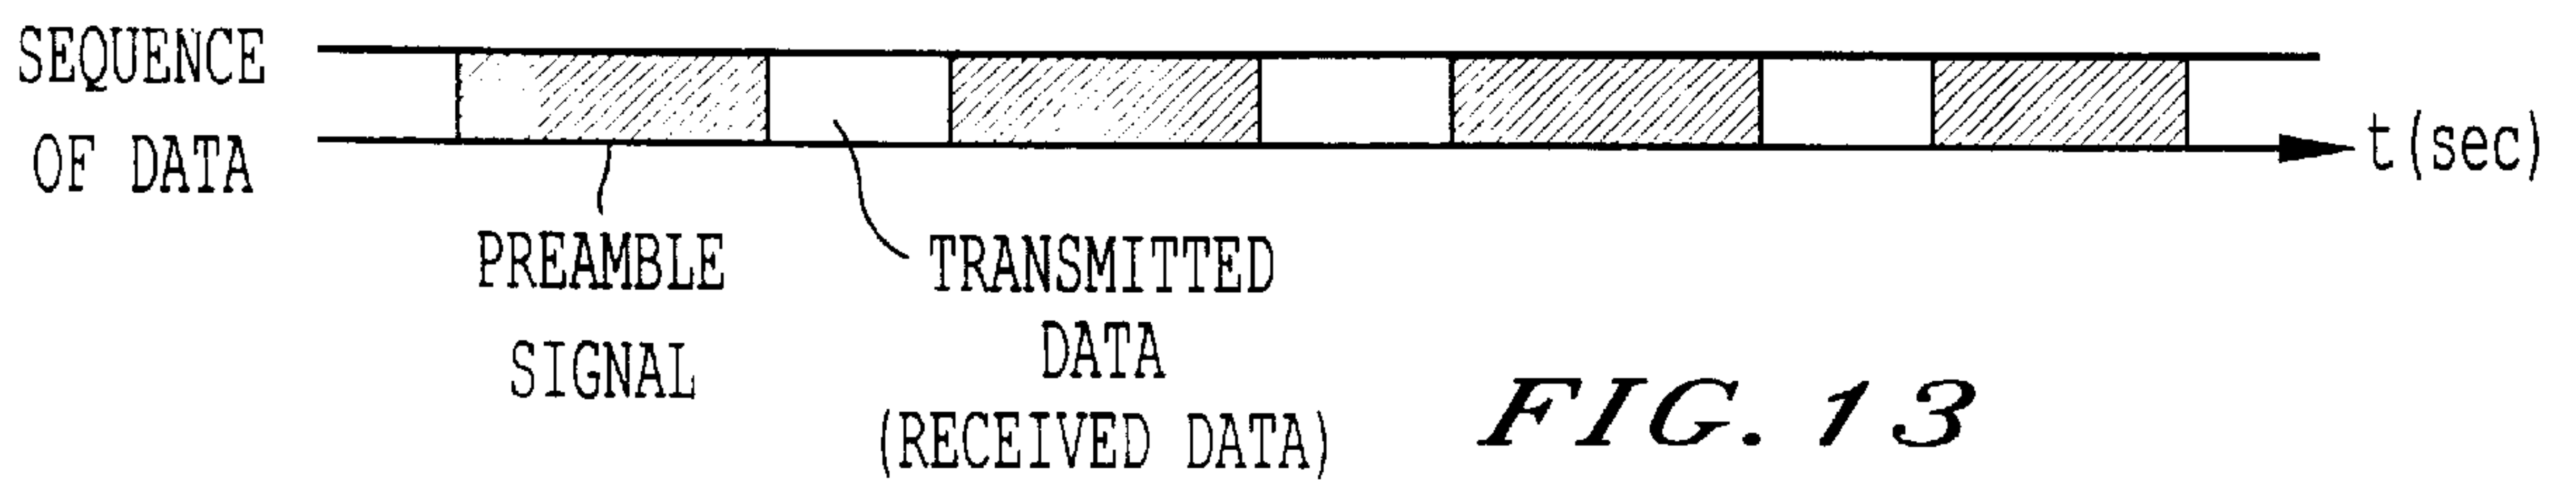 SEQUENCE
OF DATA
t(sec)
PREAMBLE
SIGNAL
TRANSMITTED
DATA
(RECEIVED DATA)
FIG. 13